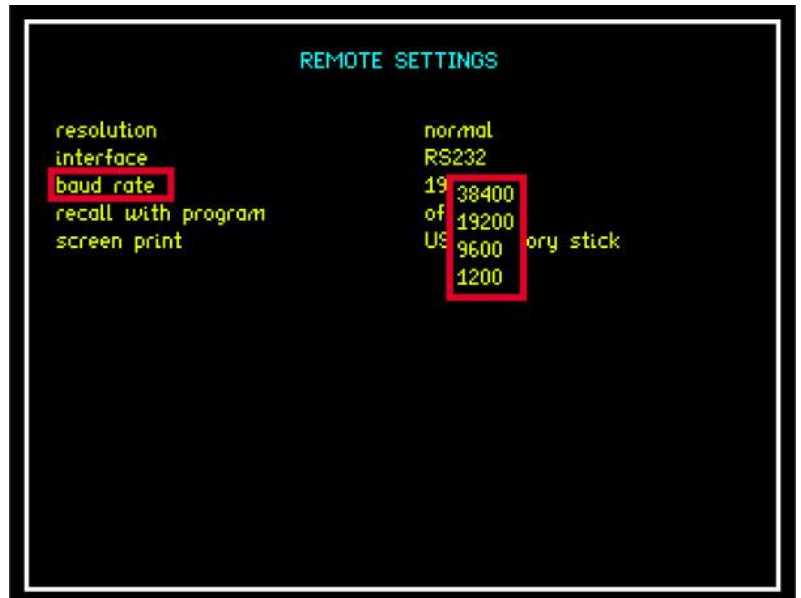 REMOTE SETTINGS
resolution normal
interface RS232
baud rate 19
recall with program of
screen print US ory stick
38400
19200
9600
1200